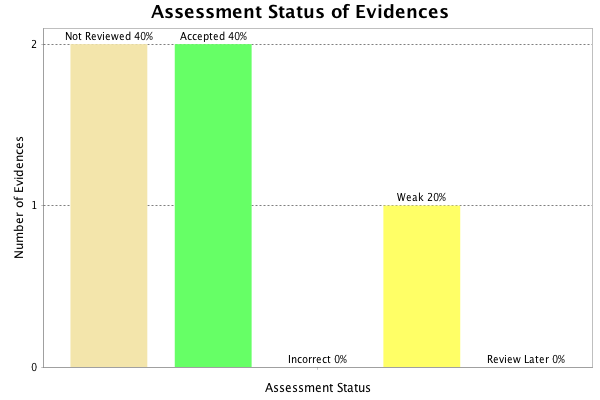 Assessment Status of Evidences
Not Reviewed 40%
Accepted 40%
Incorrect 0%
Weak 20%
Review Later 0%
2
1
0
Number of Evidences
Assessment Status